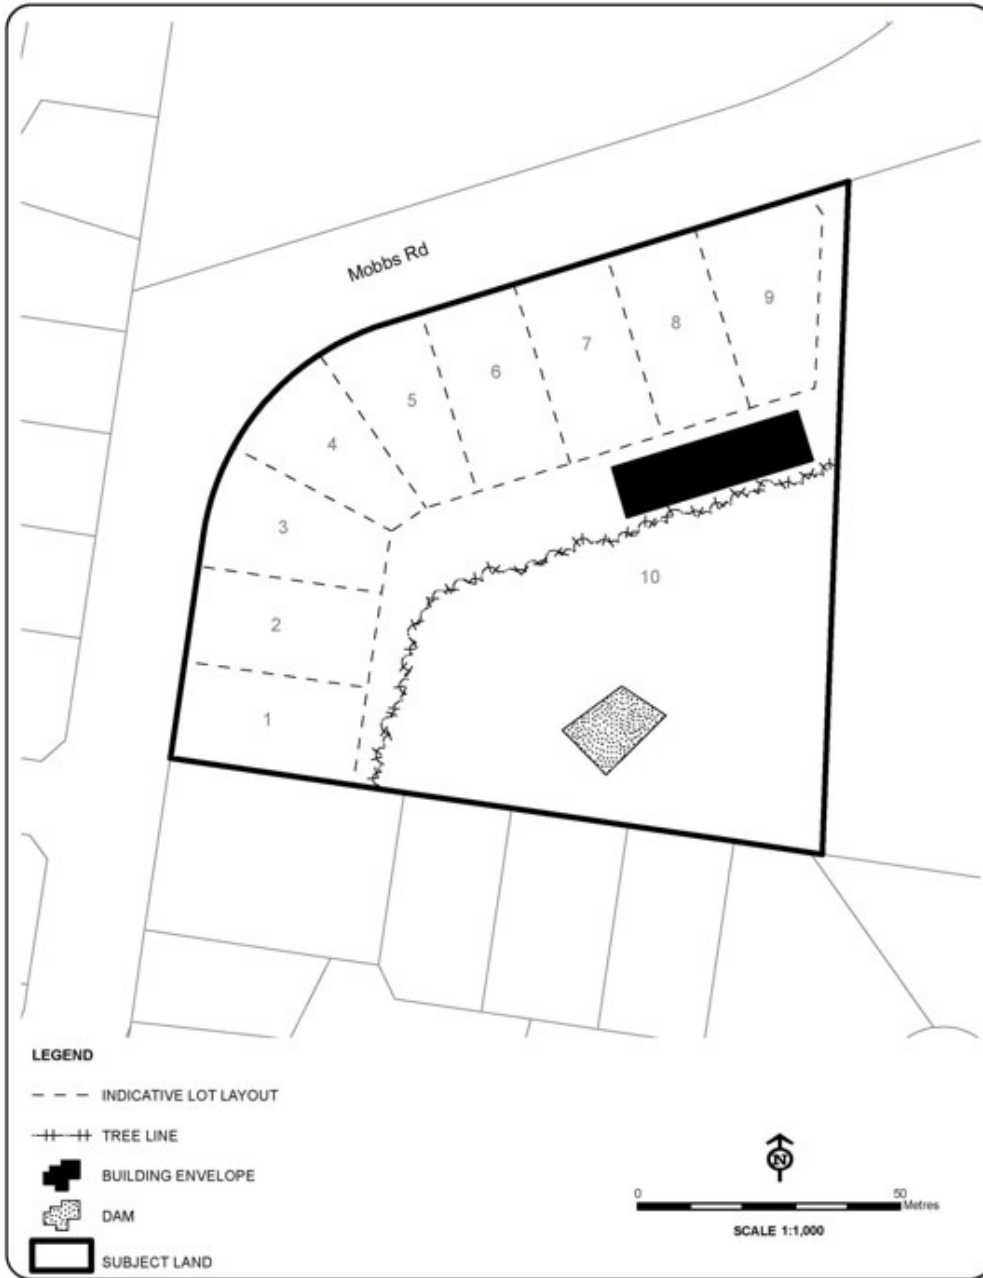 Mobbs Rd
9
8
7
6
5
4
3
10
2
1
LEGEND
INDICATIVE LOT LAYOUT
TREE LINE
BUILDING ENVELOPE
DAM
SUBJECT LAND
N
0 50
Metres
SCALE 1:1,000